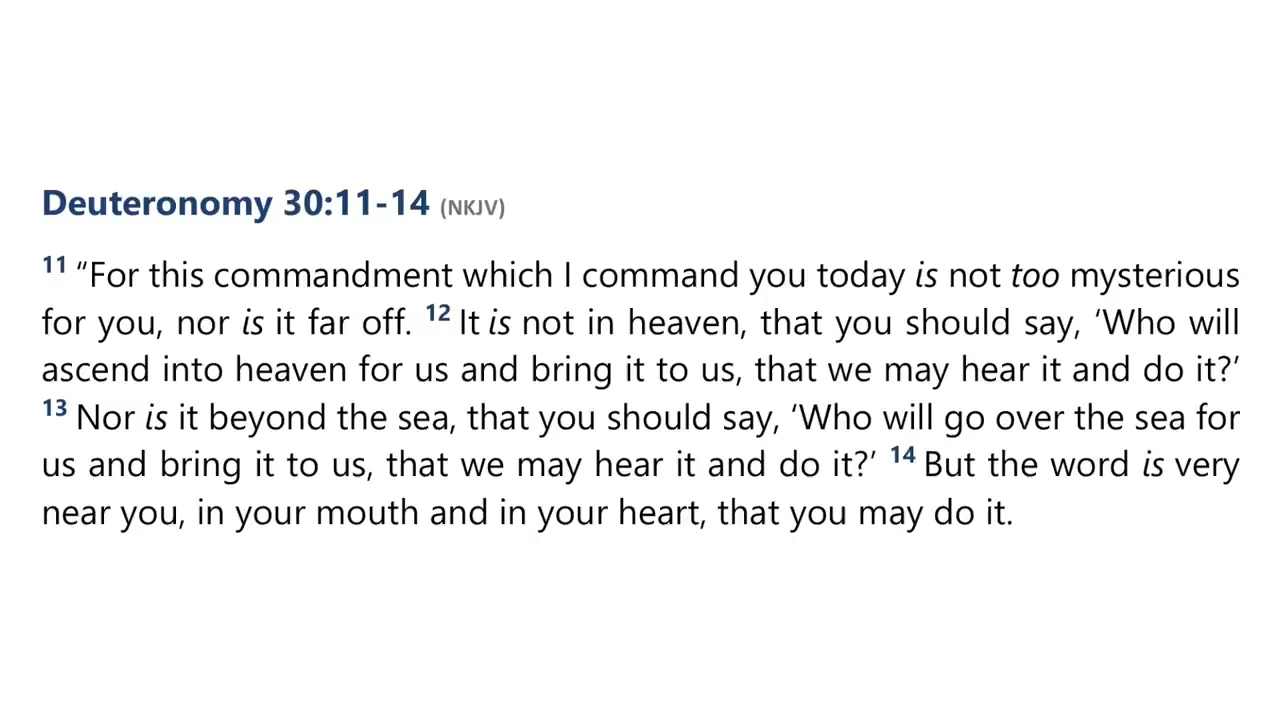 Deuteronomy 30:11-14 (NKJV)
11 “For this commandment which I command you today is not too mysterious
for you, nor is it far off. 12 It is not in heaven, that you should say, ‘Who will
ascend into heaven for us and bring it to us, that we may hear it and do it?’
13 Nor is it beyond the sea, that you should say, ‘Who will go over the sea for
us and bring it to us, that we may hear it and do it?’ 14 But the word is very
near you, in your mouth and in your heart, that you may do it.